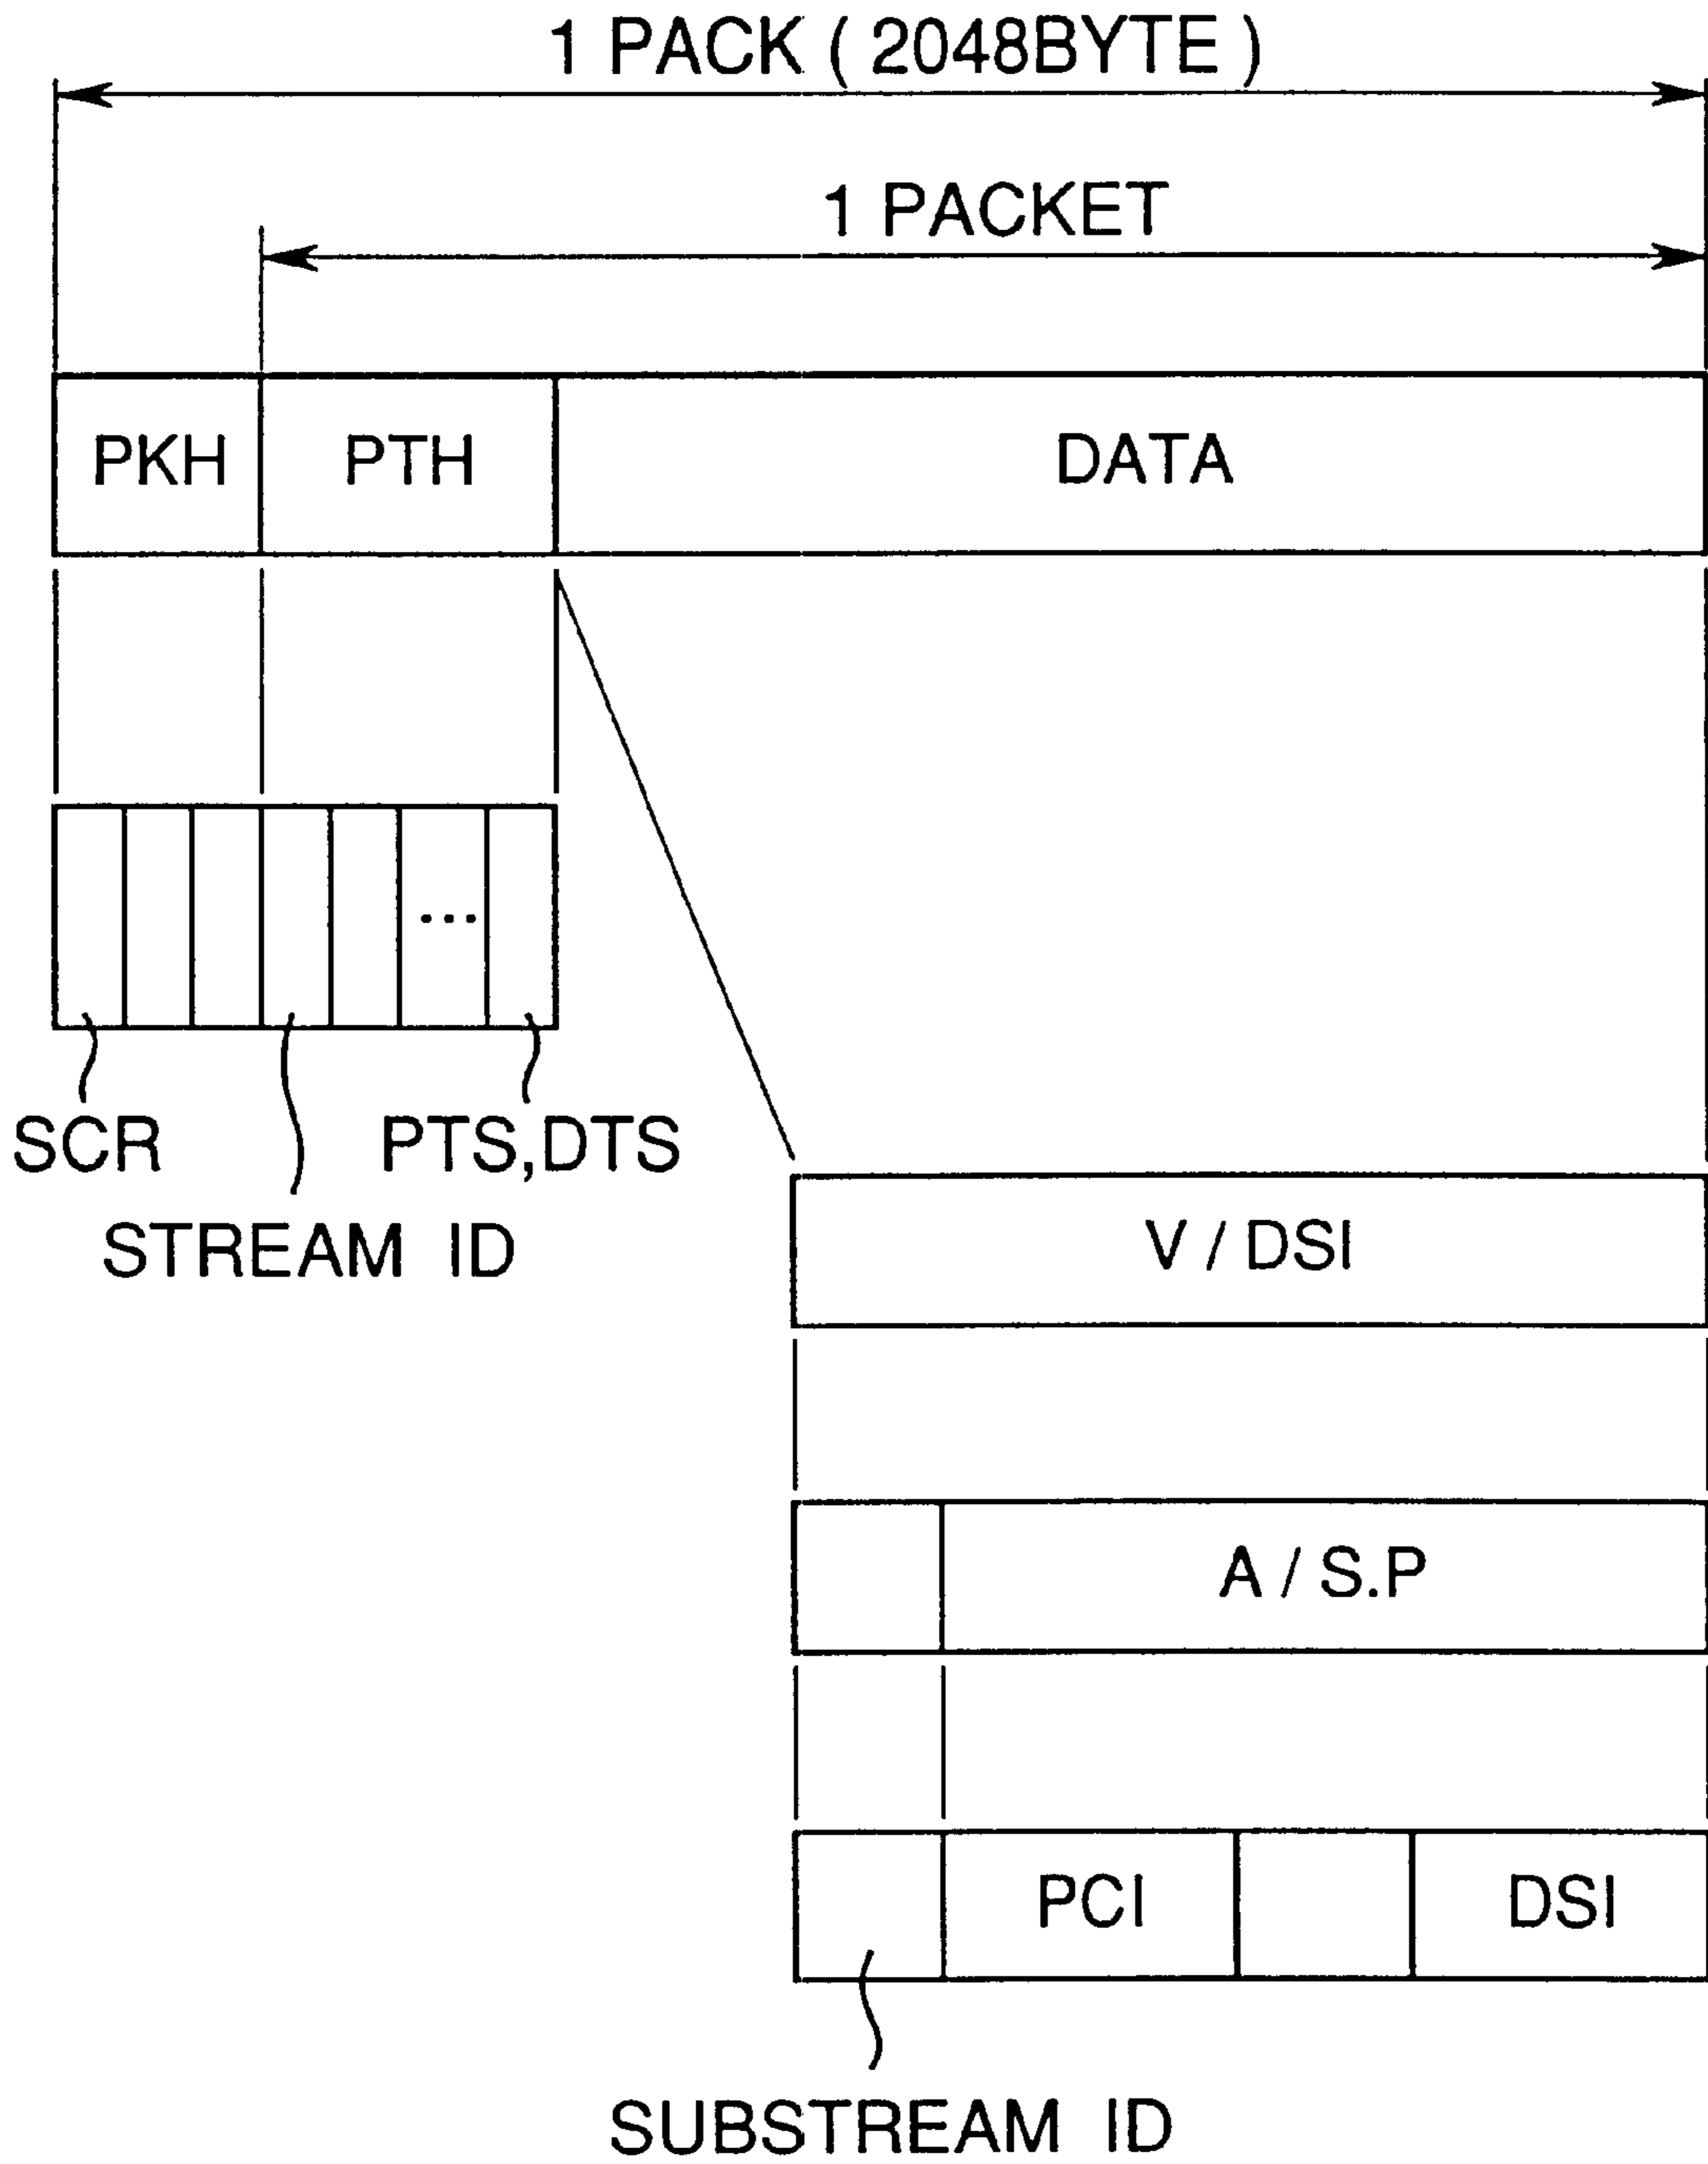 1 PACK ( 2048BYTE )
1 PACKET
PKH PTH DATA
...
SCR PTS,DTS
STREAM ID
V / DSI
A / S.P
PCI DSI
SUBSTREAM ID